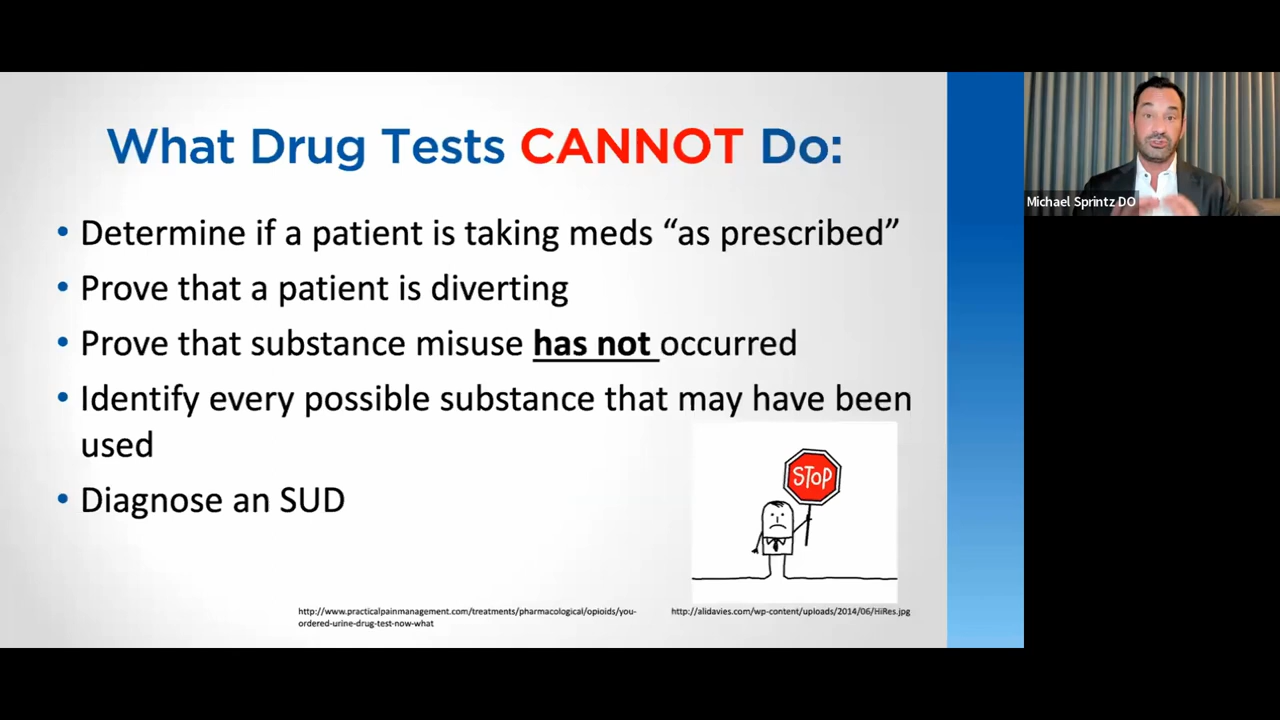 What Drug Tests CANNOT Do:
• Determine if a patient is taking meds “as prescribed”
• Prove that a patient is diverting
• Prove that substance misuse has not occurred
• Identify every possible substance that may have been
used
• Diagnose an SUD
STOP
http://www.practicalpainmanagement.com/treatments/pharmacological/opioids/you-
ordered-urine-drug-test-now-what
http://alidavies.com/wp-content/uploads/2014/06/HiRes.jpg
Michael Sprintz DO